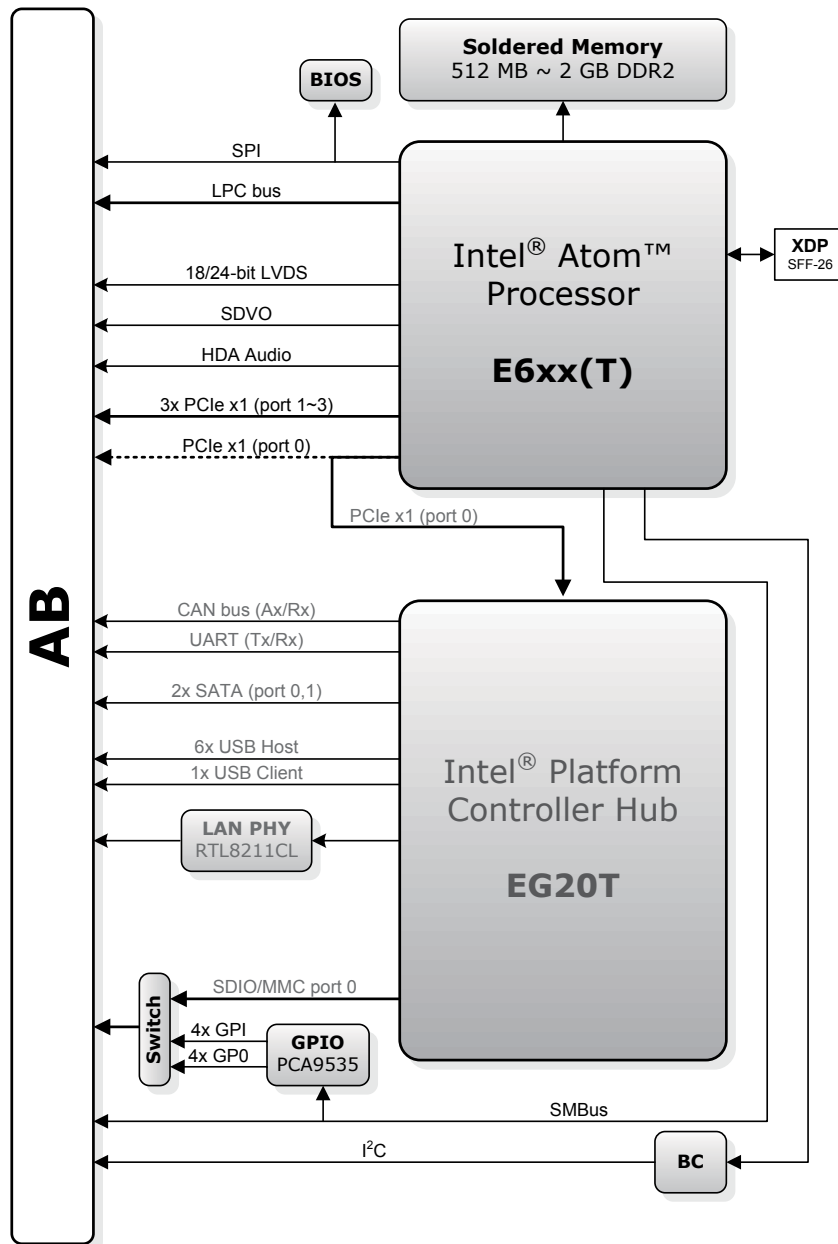 Soldered Memory
512 MB ~ 2 GB DDR2
BIOS
SPI
LPC bus
Intel® Atom™
Processor
E6xx(T)
XDP
SFF-26
18/24-bit LVDS
SDVO
HDA Audio
3x PCIe x1 (port 1~3)
PCIe x1 (port 0)
PCIe x1 (port 0)
AB
CAN bus (Ax/Rx)
UART (Tx/Rx)
2x SATA (port 0,1)
6x USB Host
1x USB Client
Intel® Platform
Controller Hub
EG20T
LAN PHY
RTL8211CL
SDIO/MMC port 0
Switch
4x GPI
4x GP0
GPIO
PCA9535
SMBus
I²C
BC